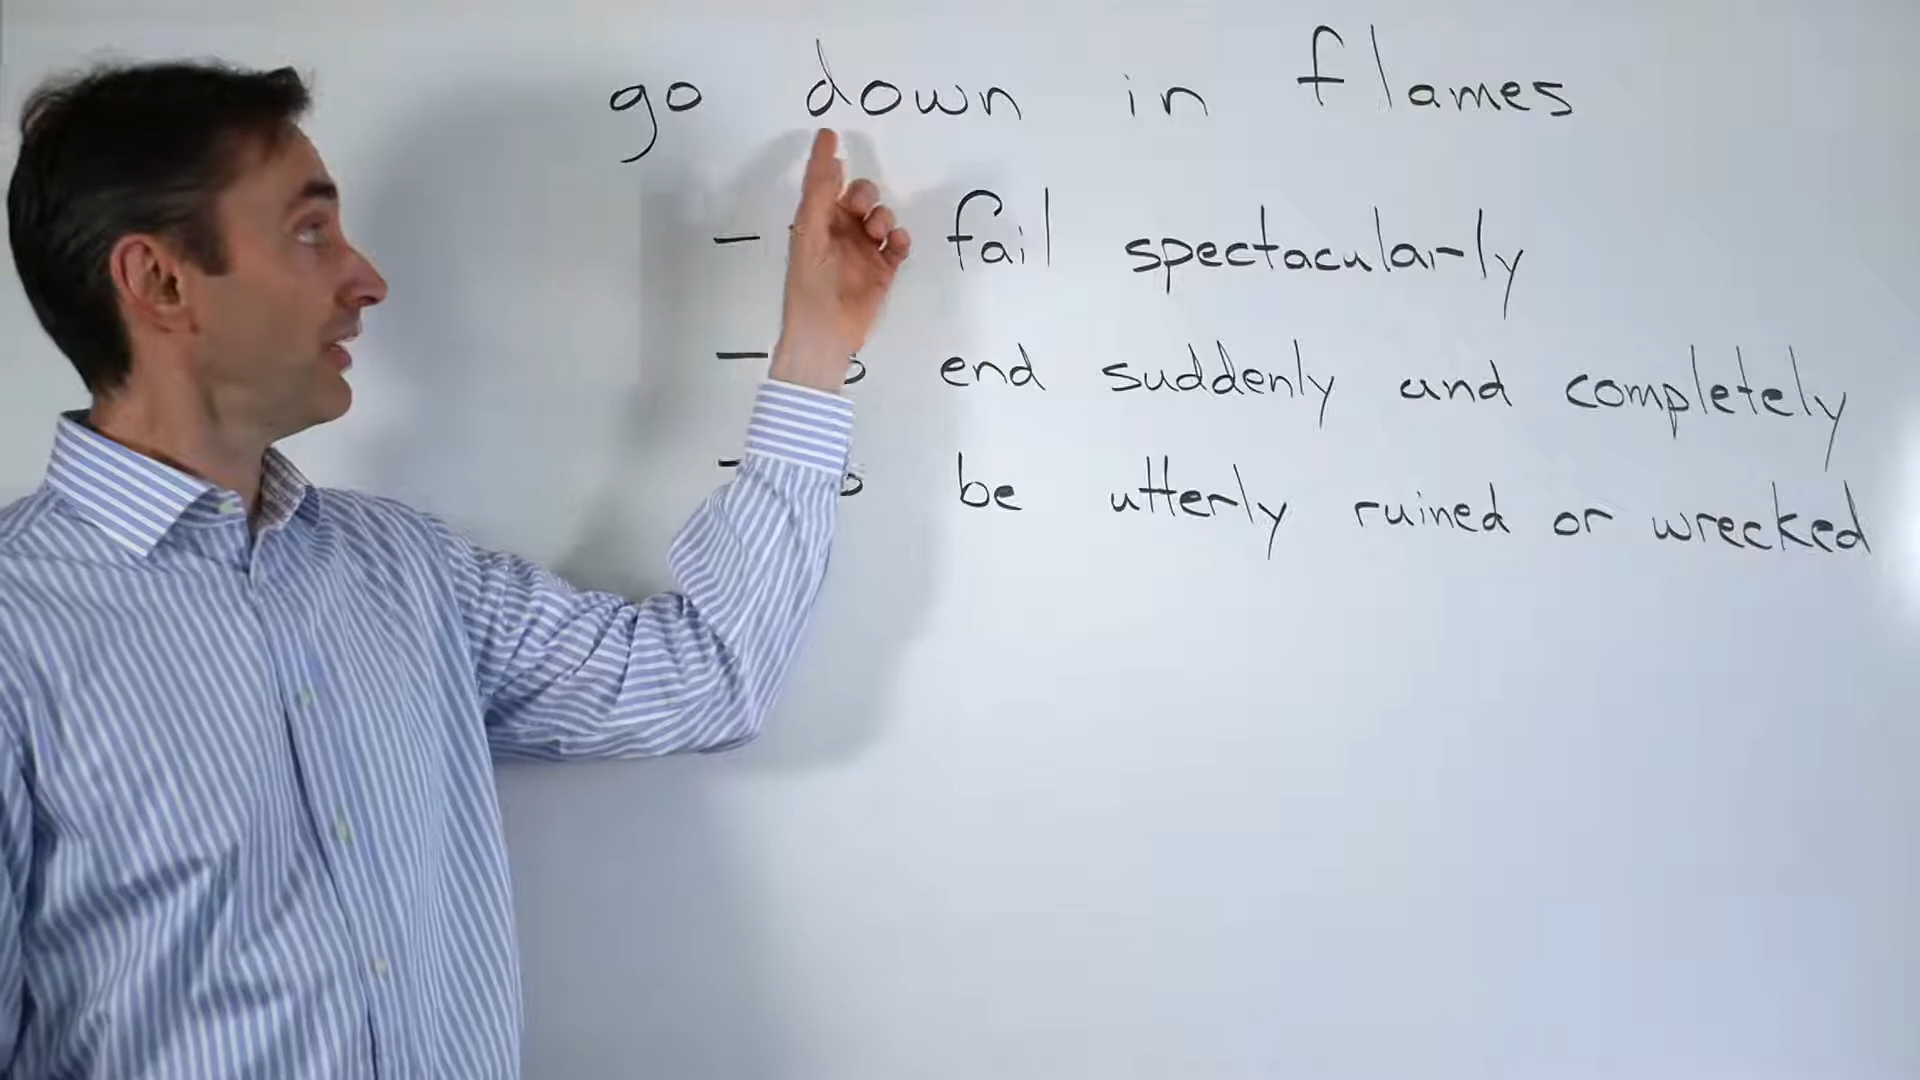 go down in flames
- fail spectacularly
- end suddenly and completely
- be utterly ruined or wrecked